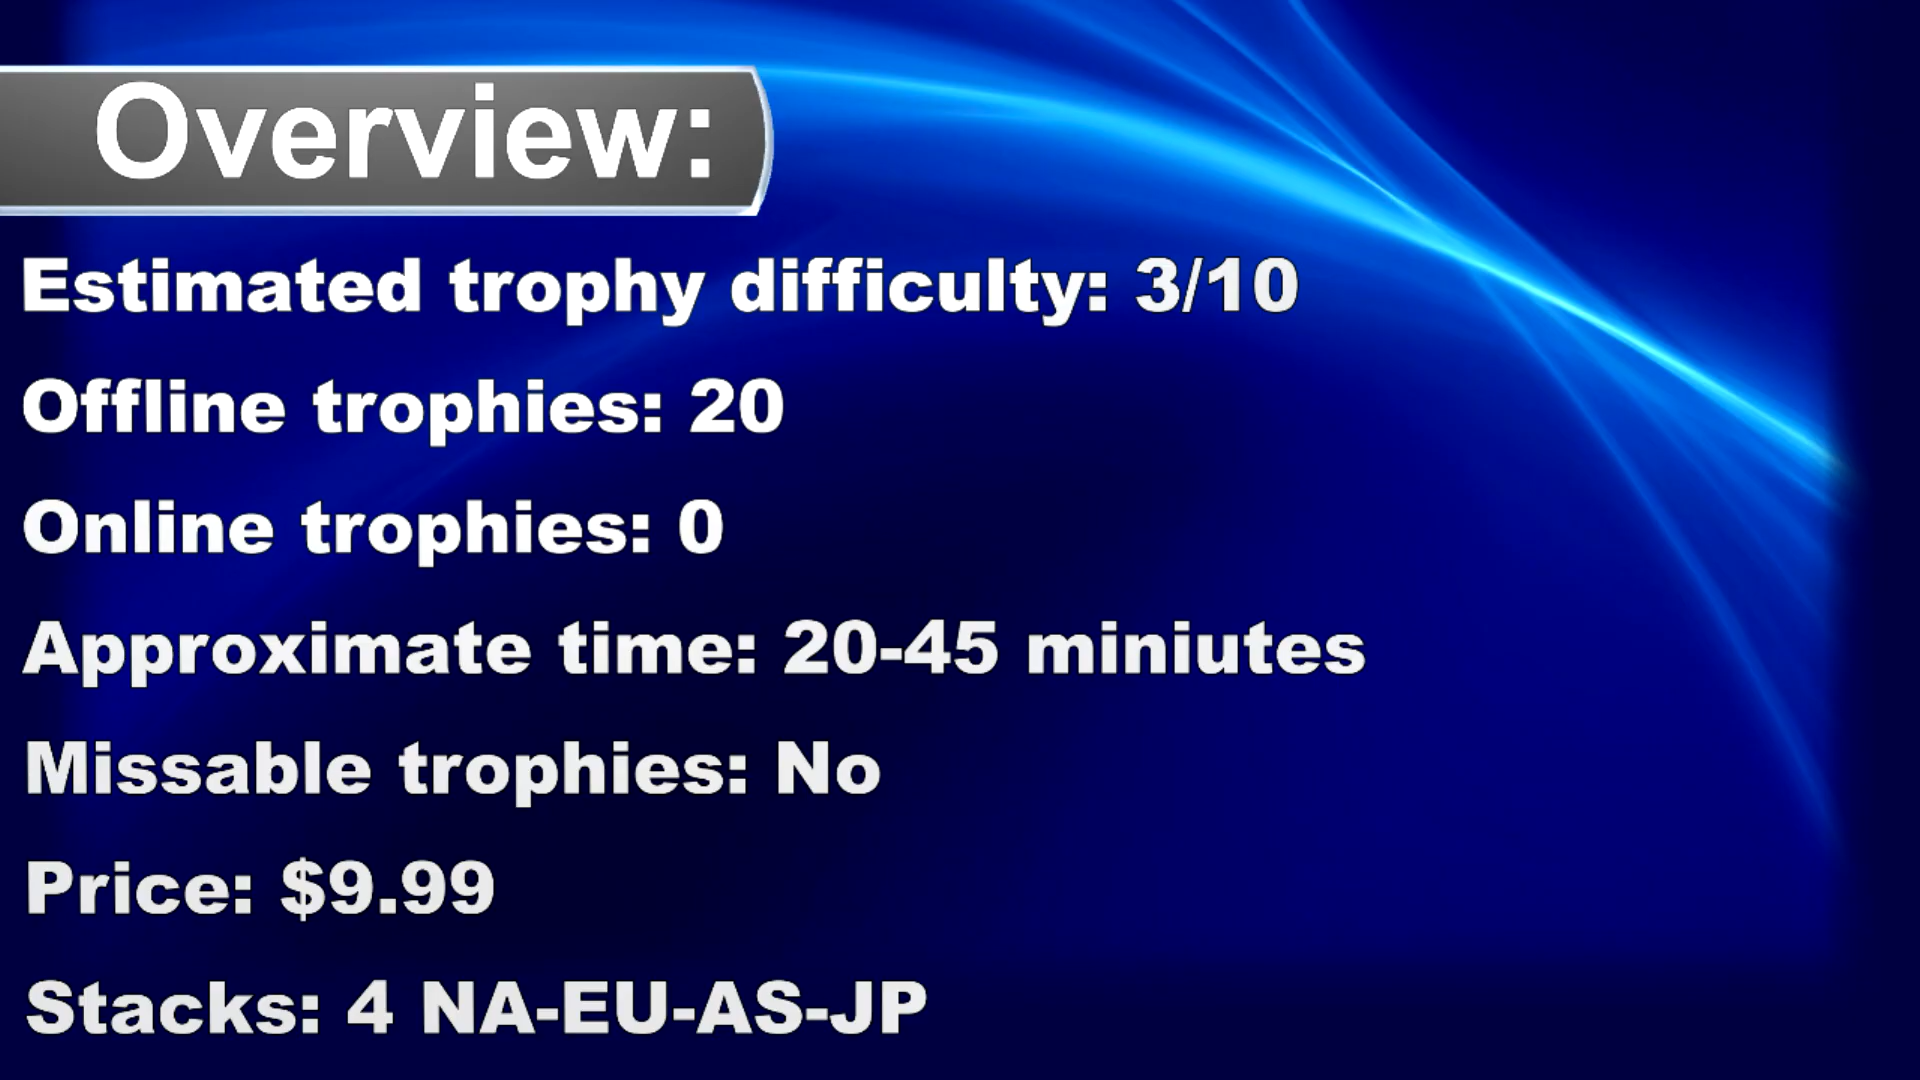 Overview:
Estimated trophy difficulty: 3/10
Offline trophies: 20
Online trophies: 0
Approximate time: 20-45 miniutes
Missable trophies: No
Price: $9.99
Stacks: 4 NA-EU-AS-JP